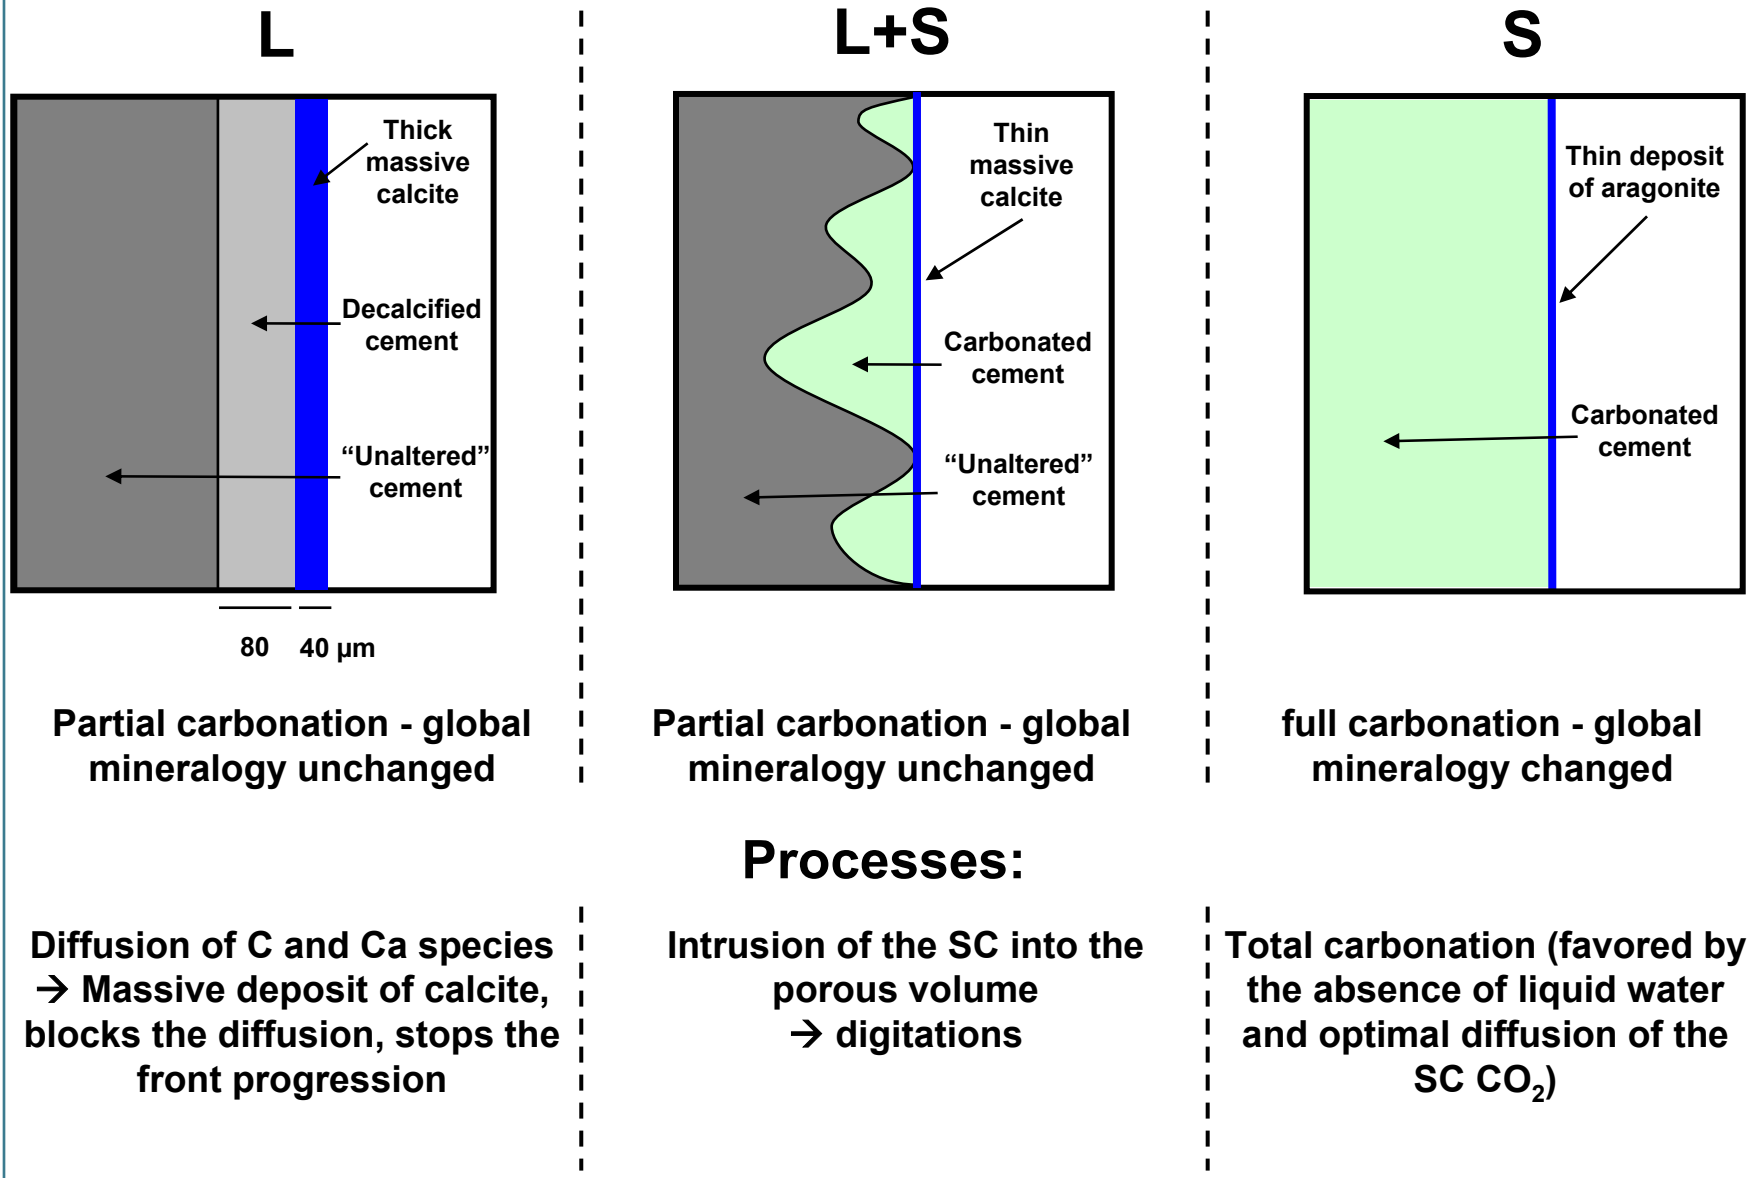 L
L+S
S
Thick
massive
calcite
Decalcified
cement
“Unaltered”
cement
80
40 µm
Thin
massive
calcite
Carbonated
cement
“Unaltered”
cement
Thin deposit
of aragonite
Carbonated
cement
Partial carbonation - global
mineralogy unchanged
Partial carbonation - global
mineralogy unchanged
full carbonation - global
mineralogy changed
Processes:
Diffusion of C and Ca species
→ Massive deposit of calcite,
blocks the diffusion, stops the
front progression
Intrusion of the SC into the
porous volume
→ digitations
Total carbonation (favored by
the absence of liquid water
and optimal diffusion of the
SC CO₂)